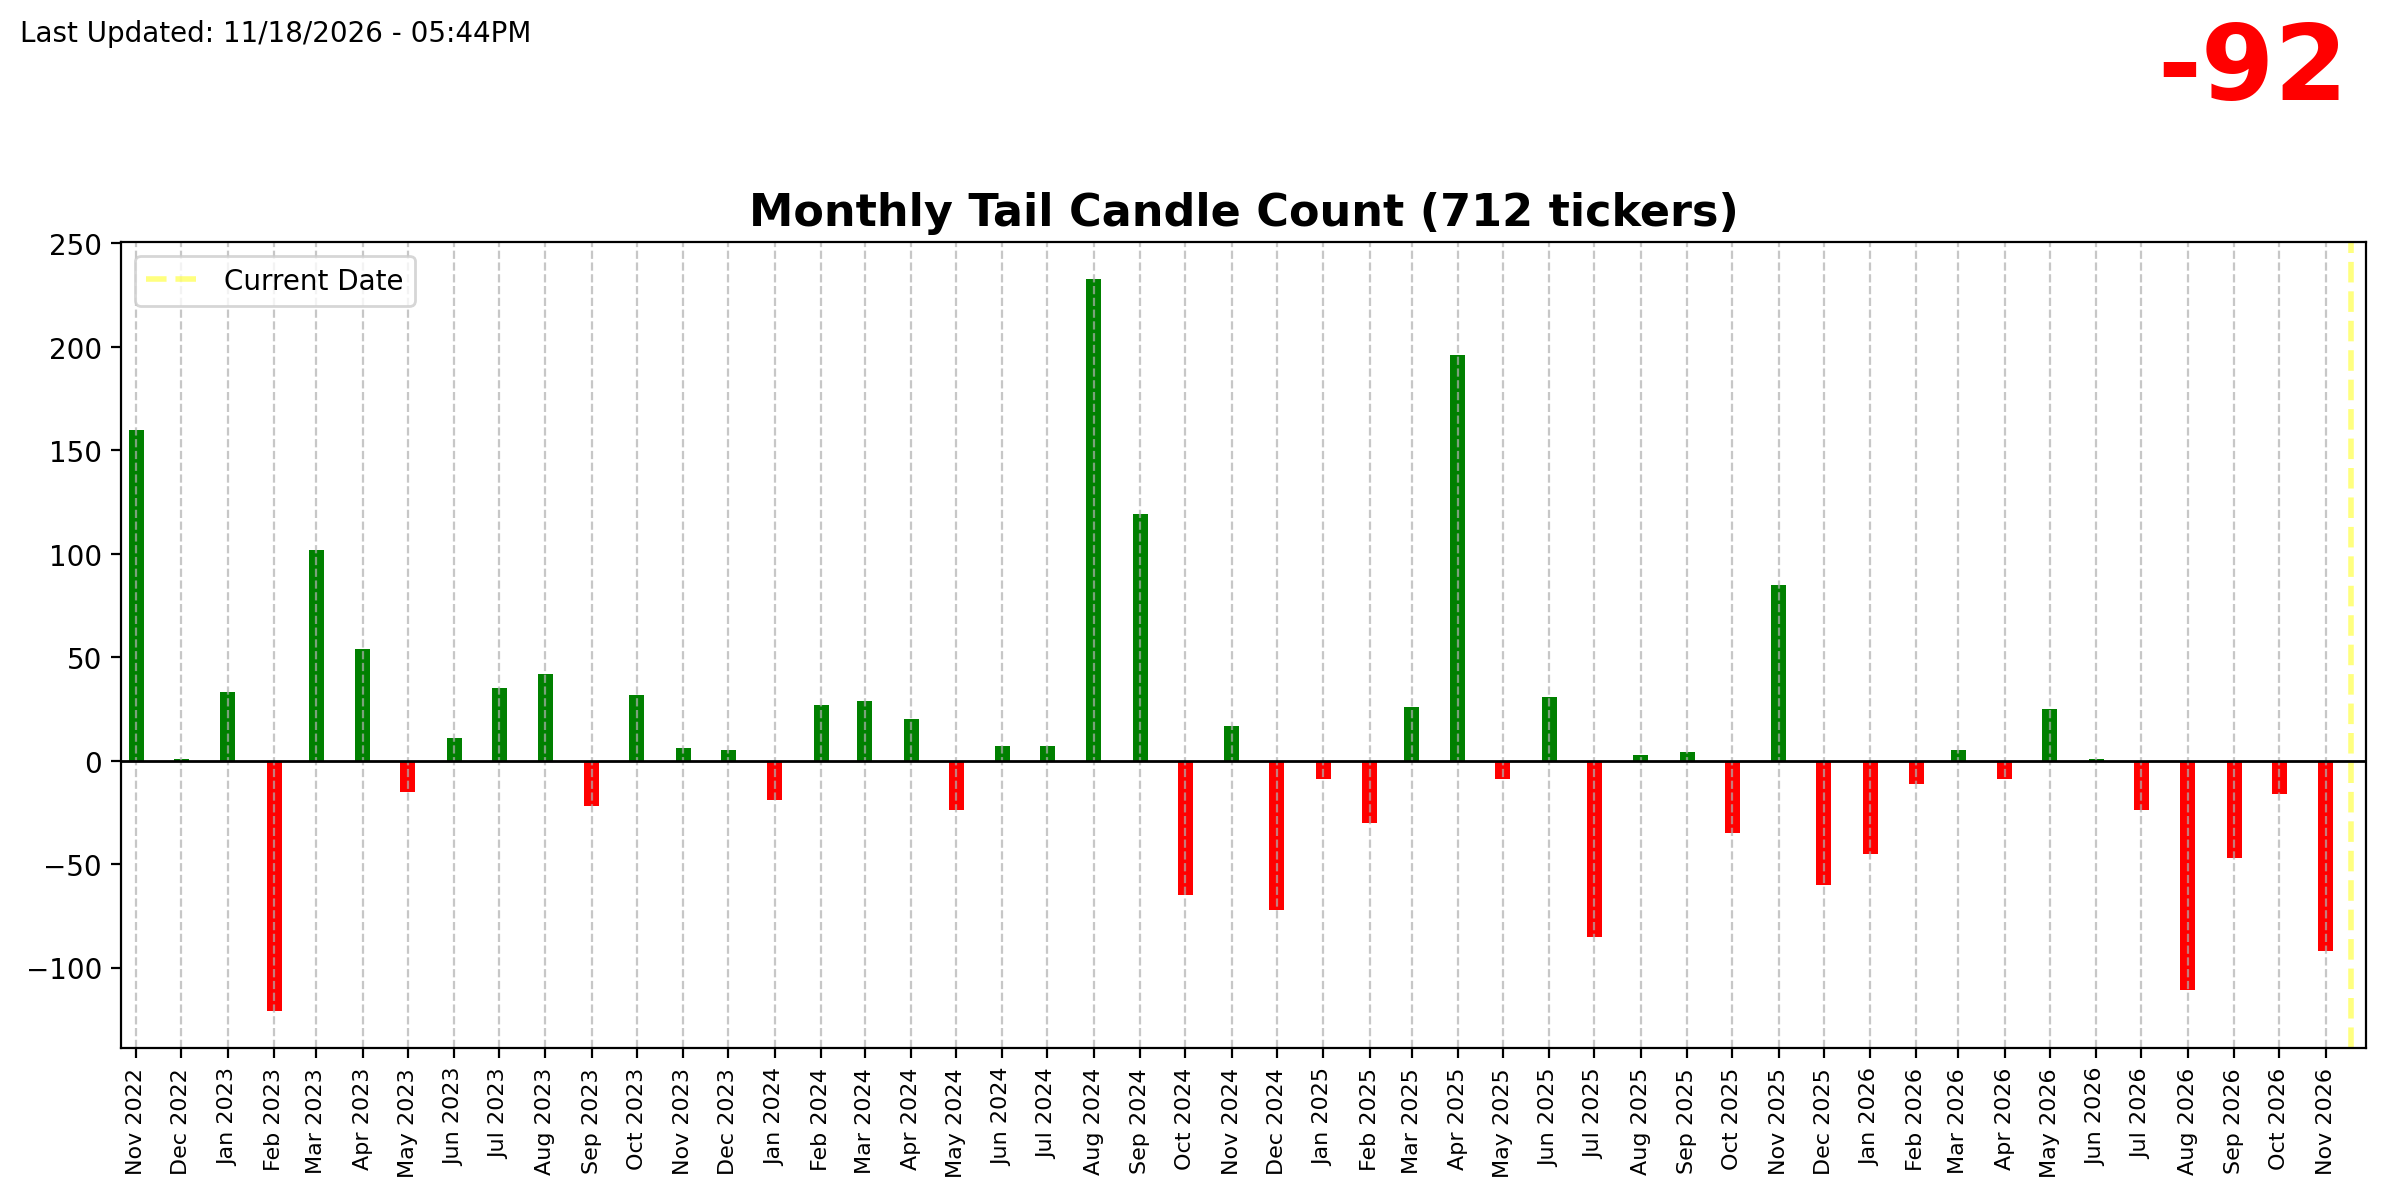 Last Updated: 11/18/2026 - 05:44PM
-92
Monthly Tail Candle Count (712 tickers)
Current Date
250
200
150
100
50
0
−50
−100
Nov 2022
Dec 2022
Jan 2023
Feb 2023
Mar 2023
Apr 2023
May 2023
Jun 2023
Jul 2023
Aug 2023
Sep 2023
Oct 2023
Nov 2023
Dec 2023
Jan 2024
Feb 2024
Mar 2024
Apr 2024
May 2024
Jun 2024
Jul 2024
Aug 2024
Sep 2024
Oct 2024
Nov 2024
Dec 2024
Jan 2025
Feb 2025
Mar 2025
Apr 2025
May 2025
Jun 2025
Jul 2025
Aug 2025
Sep 2025
Oct 2025
Nov 2025
Dec 2025
Jan 2026
Feb 2026
Mar 2026
Apr 2026
May 2026
Jun 2026
Jul 2026
Aug 2026
Sep 2026
Oct 2026
Nov 2026